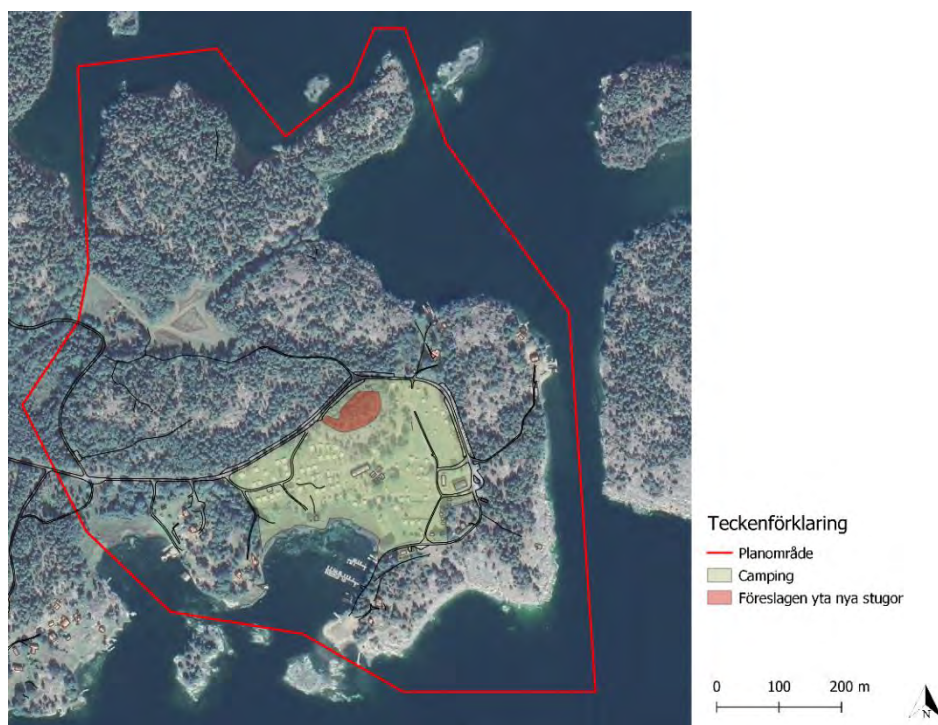 Teckenförklaring
Planområde
Camping
Föreslagen yta nya stugor
0 100 200 m
N